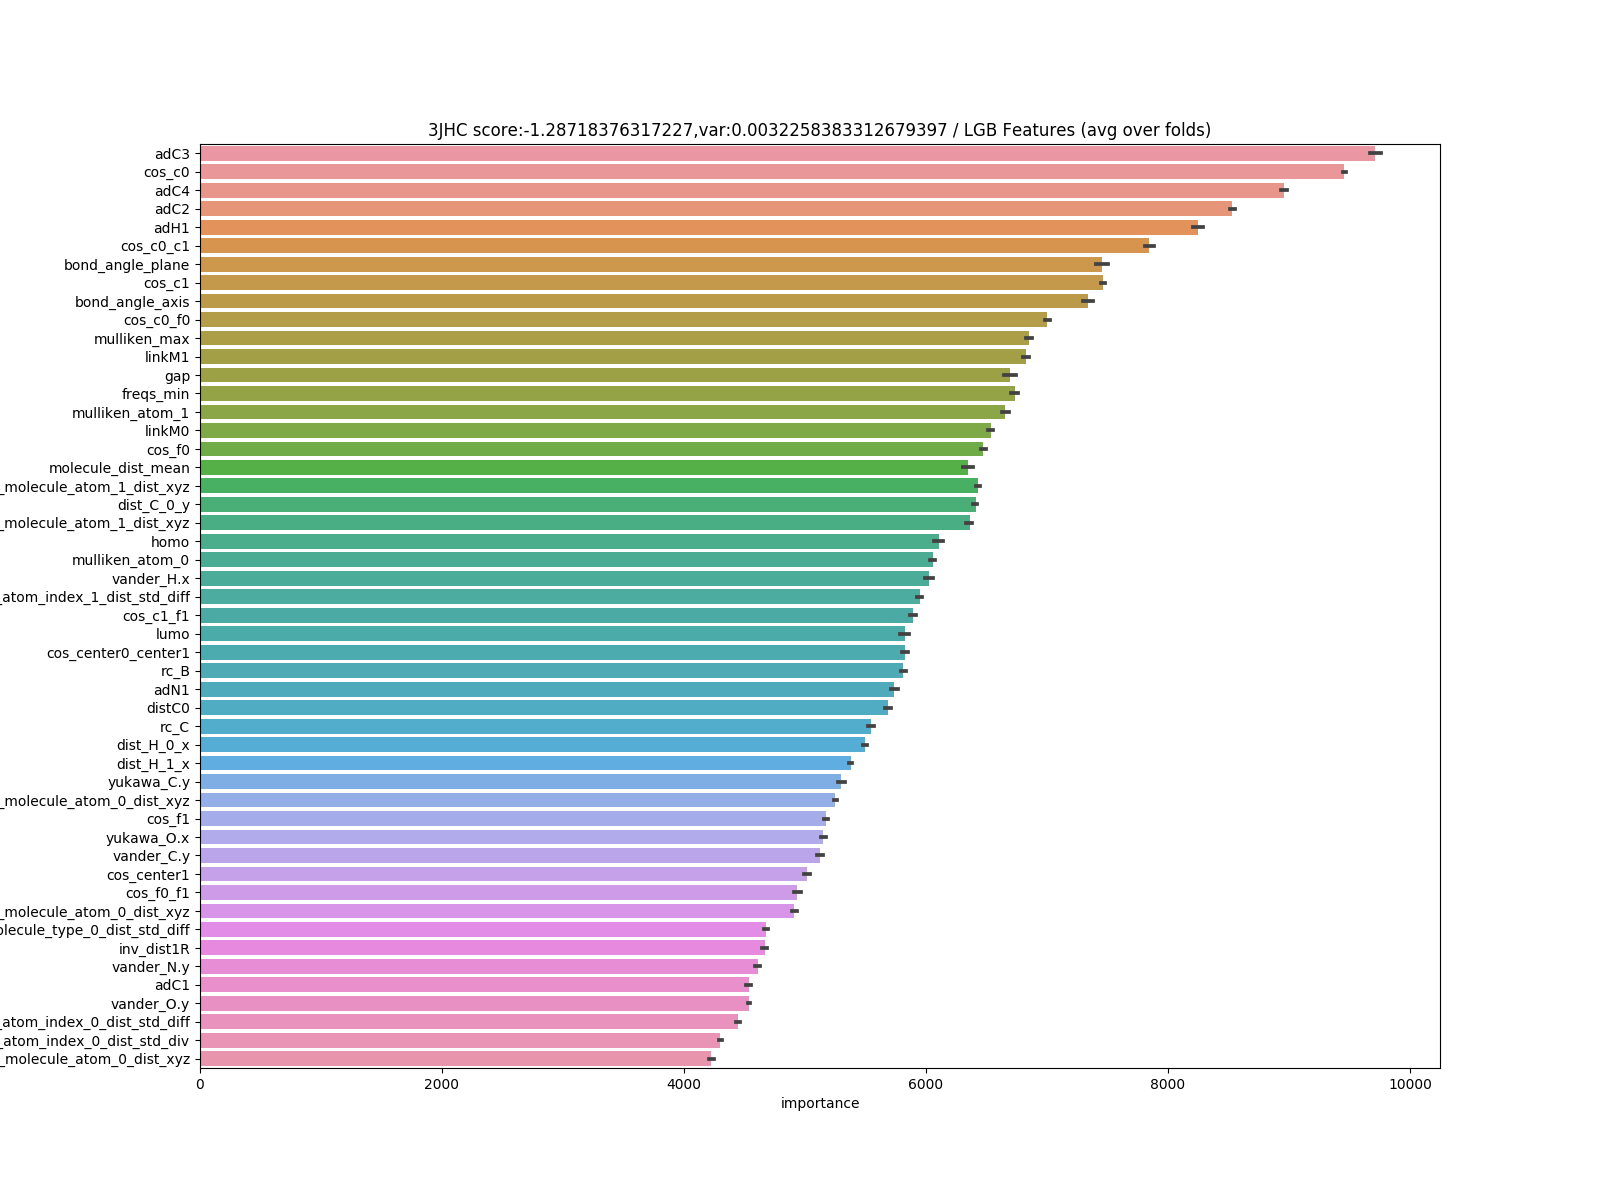 3JHC score:-1.28718376317227,var:0.0032258383312679397 / LGB Features (avg over folds)
adC3
cos_c0
adC4
adC2
adH1
cos_c0_c1
bond_angle_plane
cos_c1
bond_angle_axis
cos_c0_f0
mulliken_max
linkM1
gap
freqs_min
mulliken_atom_1
linkM0
cos_f0
molecule_dist_mean
_molecule_atom_1_dist_xyz
dist_C_0_y
_molecule_atom_1_dist_xyz
homo
mulliken_atom_0
vander_H.x
_atom_index_1_dist_std_diff
cos_c1_f1
lumo
cos_center0_center1
rc_B
adN1
distC0
rc_C
dist_H_0_x
dist_H_1_x
yukawa_C.y
_molecule_atom_0_dist_xyz
cos_f1
yukawa_O.x
vander_C.y
cos_center1
cos_f0_f1
_molecule_atom_0_dist_xyz
olecule_type_0_dist_std_diff
inv_dist1R
vander_N.y
adC1
vander_O.y
_atom_index_0_dist_std_diff
_atom_index_0_dist_std_div
_molecule_atom_0_dist_xyz
0 2000 4000 6000 8000 10000
importance